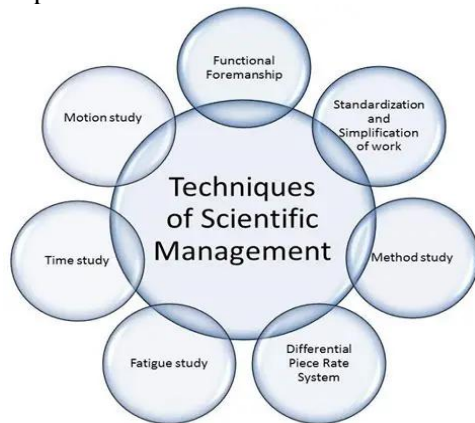 Functional
Foremanship
Standardization
and
Simplification
of work
Motion study
Techniques
of Scientific
Management
Method study
Time study
Differential
Piece Rate
System
Fatigue study